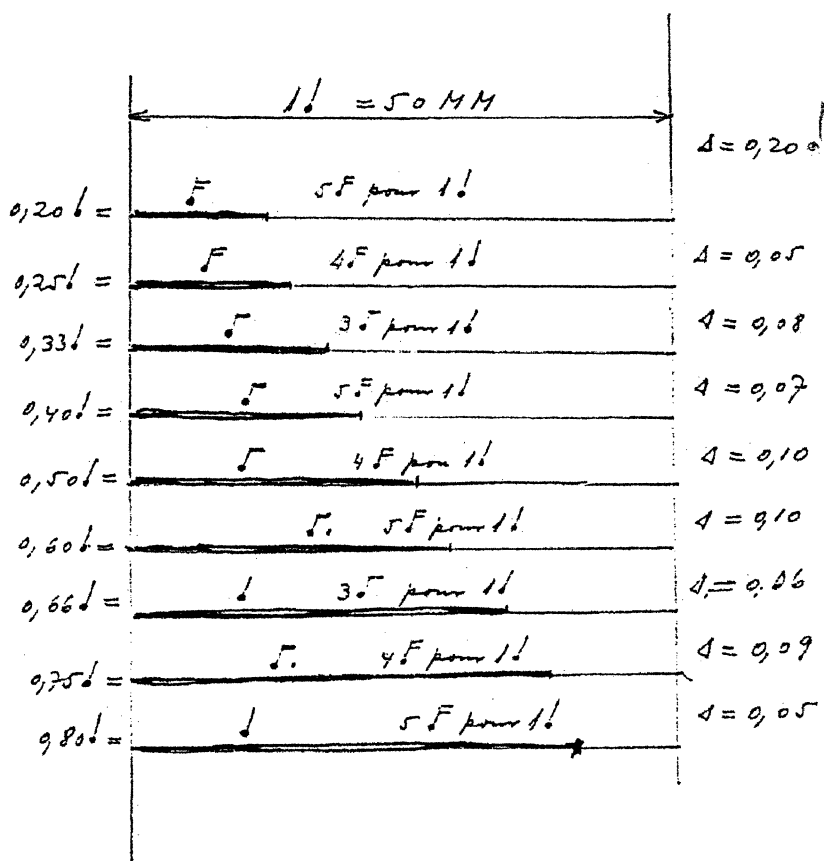 1♩ = 50 MM
Δ = 0,20 ♩
0,20♩ = 𝅘𝅥𝅯 5𝅘𝅥𝅯 pour 1♩
0,25♩ = 𝅘𝅥𝅯 4𝅘𝅥𝅯 pour 1♩ Δ = 0,05
0,33♩ = ♪ 3♪ pour 1♩ Δ = 0,08
0,40♩ = ♪ 5𝅘𝅥𝅯 pour 1♩ Δ = 0,07
0,50♩ = ♪ 4𝅘𝅥𝅯 pou 1♩ Δ = 0,10
0,60♩ = ♪. 5𝅘𝅥𝅯 pour 1♩ Δ = 0,10
0,66♩ = ♩ 3♪ pour 1♩ Δ = 0,06
0,75♩ = ♪. 4𝅘𝅥𝅯 pour 1♩ Δ = 0,09
0,80♩ = ♩ 5𝅘𝅥𝅯 pour 1♩ Δ = 0,05